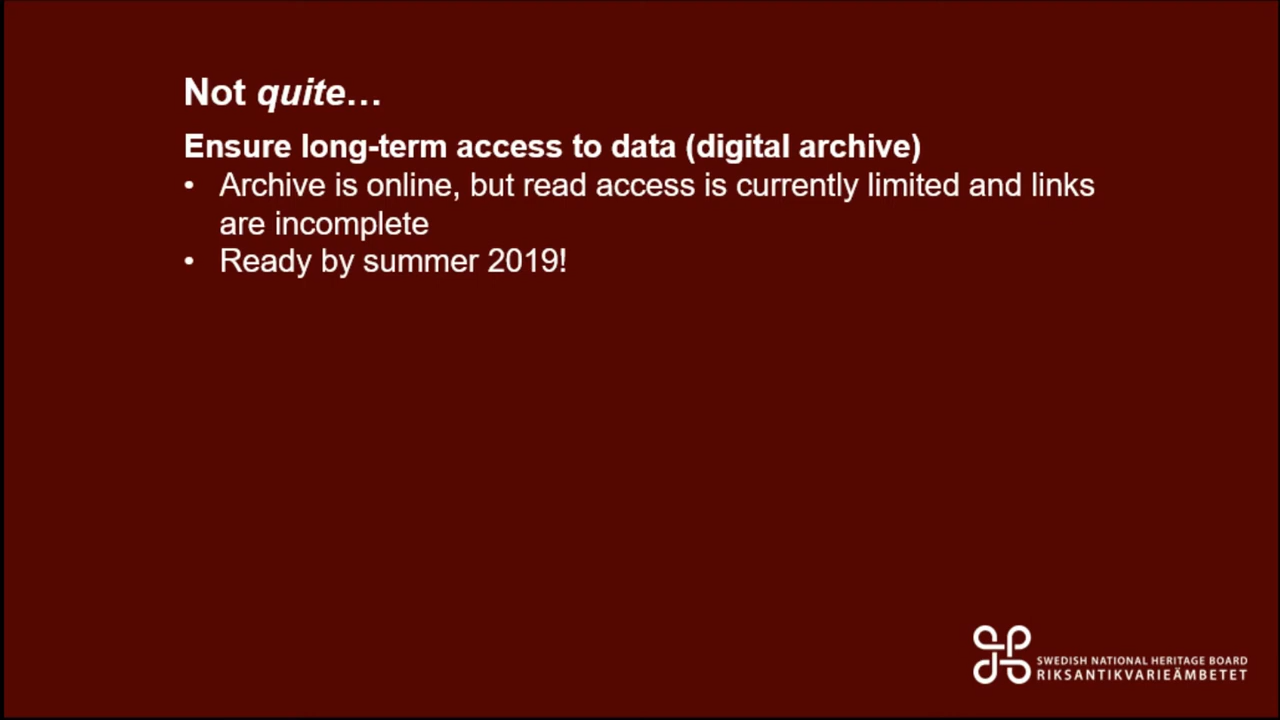 Not quite…
Ensure long-term access to data (digital archive)
• Archive is online, but read access is currently limited and links
are incomplete
• Ready by summer 2019!
SWEDISH NATIONAL HERITAGE BOARD
RIKSANTIKVARIEÄMBETET